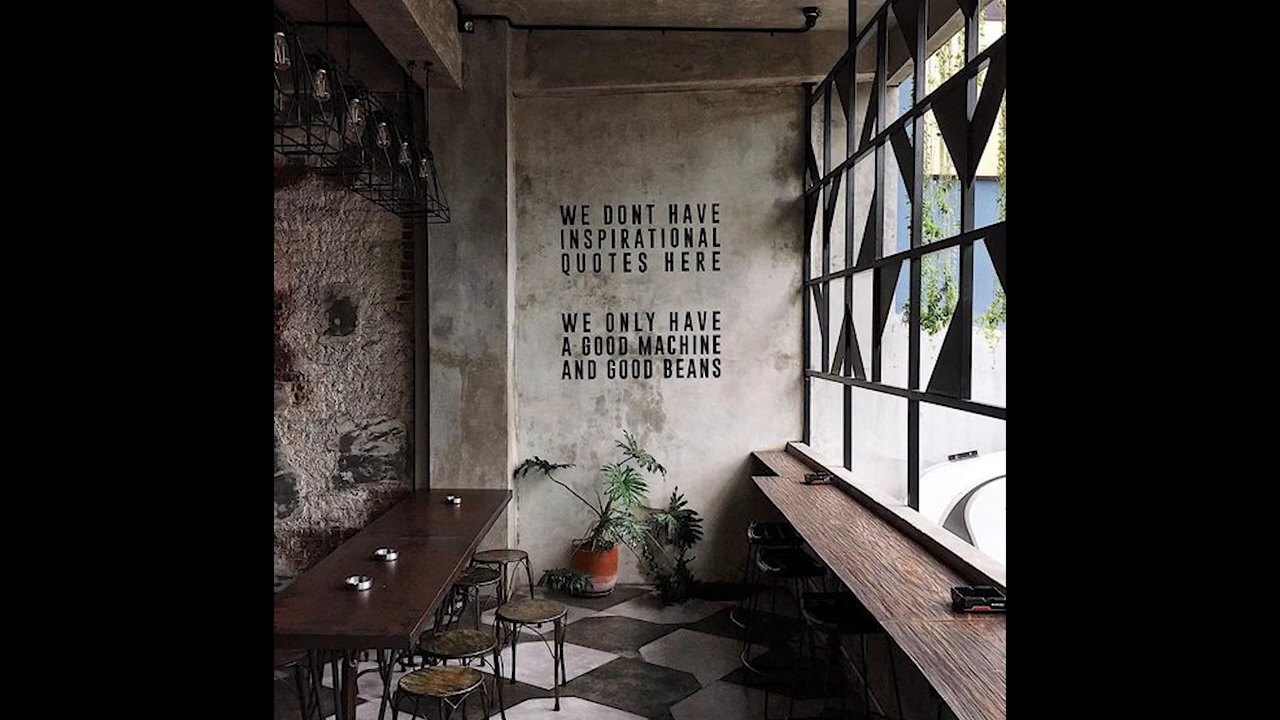 WE DONT HAVE
INSPIRATIONAL
QUOTES HERE
WE ONLY HAVE
A GOOD MACHINE
AND GOOD BEANS